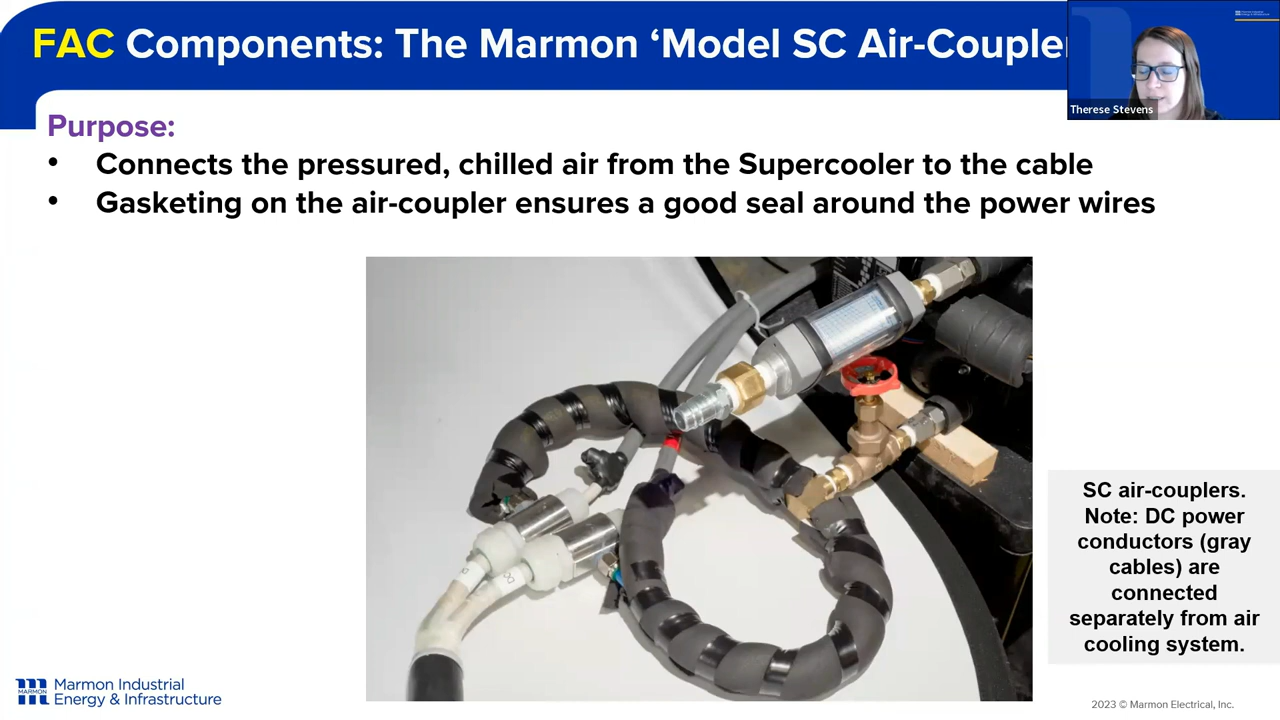 FAC Components: The Marmon ‘Model SC Air-Coupler
Therese Stevens
Purpose:
• Connects the pressured, chilled air from the Supercooler to the cable
• Gasketing on the air-coupler ensures a good seal around the power wires
SC air-couplers.
Note: DC power
conductors (gray
cables) are
connected
separately from air
cooling system.
MARMON
Marmon Industrial
Energy & Infrastructure
2023 © Marmon Electrical, Inc.